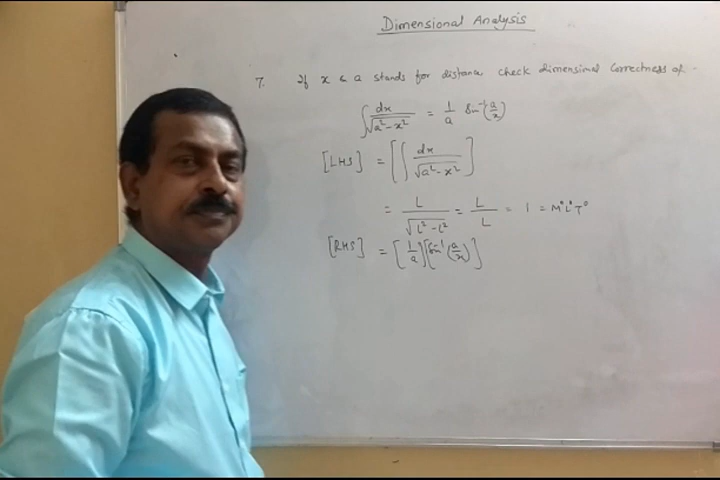 Dimensional Analysis
7. If x & a stands for distance check dimensional correctness of -
∫ dx/√(a² - x²) = 1/a Sin⁻¹(a/x)
[LHS] = [∫ dx/√(a² - x²)]
= L/√(L² - L²) = L/L = 1 = M⁰L⁰T⁰
[RHS] = [1/a][Sin⁻¹(a/x)]